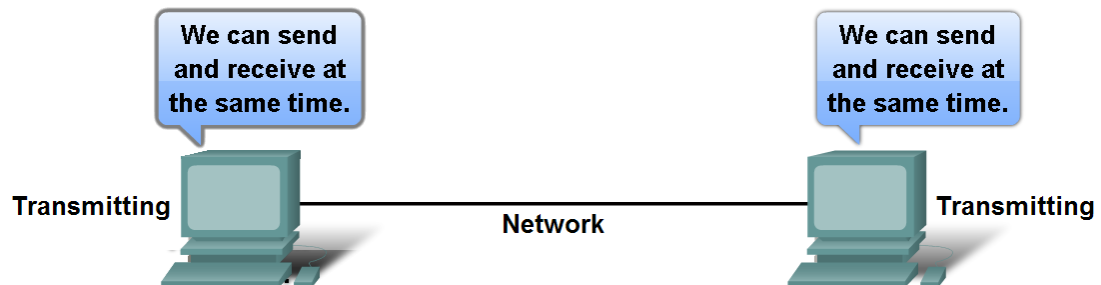 We can send
and receive at
the same time.
We can send
and receive at
the same time.
Transmitting
Network
Transmitting